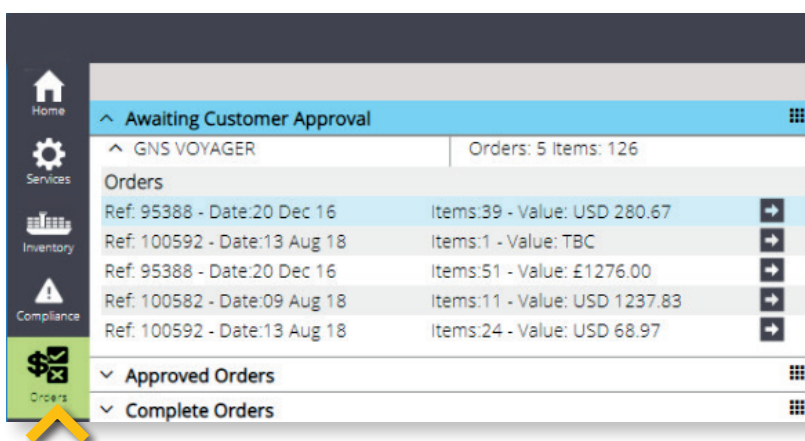 Home
Services
Inventory
Compliance
Orders
Awaiting Customer Approval
GNS VOYAGER Orders: 5 Items: 126
Orders
Ref: 95388 - Date:20 Dec 16 Items:39 - Value: USD 280.67
Ref: 100592 - Date:13 Aug 18 Items:1 - Value: TBC
Ref: 95388 - Date:20 Dec 16 Items:51 - Value: £1276.00
Ref: 100582 - Date:09 Aug 18 Items:11 - Value: USD 1237.83
Ref: 100592 - Date:13 Aug 18 Items:24 - Value: USD 68.97
Approved Orders
Complete Orders